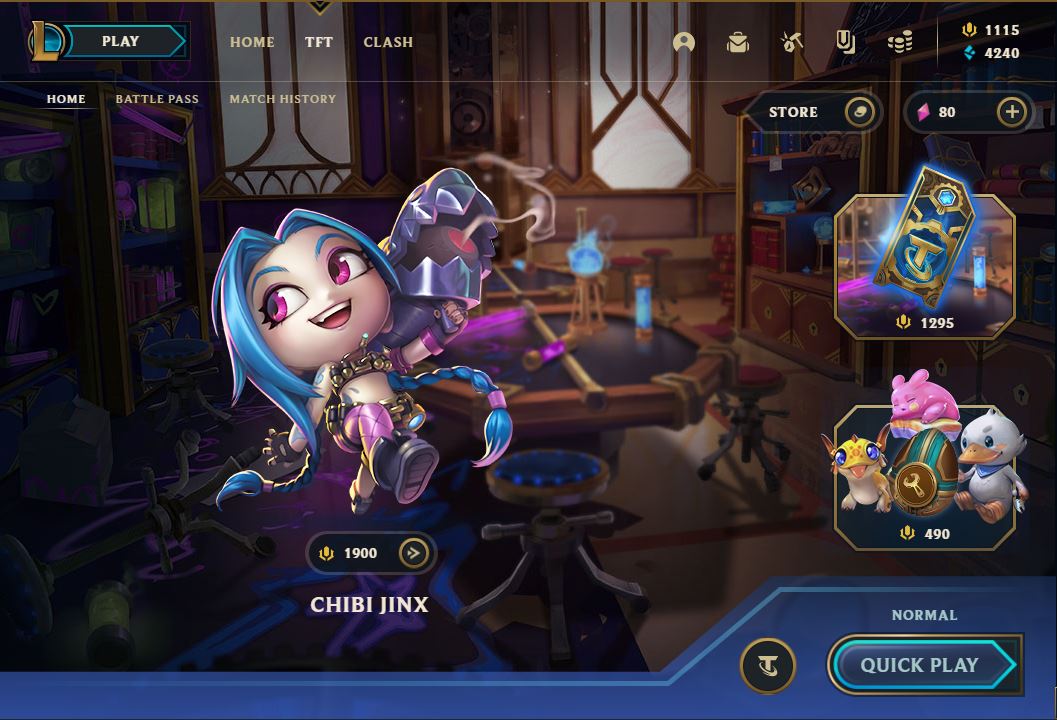 PLAY
HOME
TFT
CLASH
1115
4240
HOME
BATTLE PASS
MATCH HISTORY
STORE
80
1295
490
1900
CHIBI JINX
NORMAL
QUICK PLAY